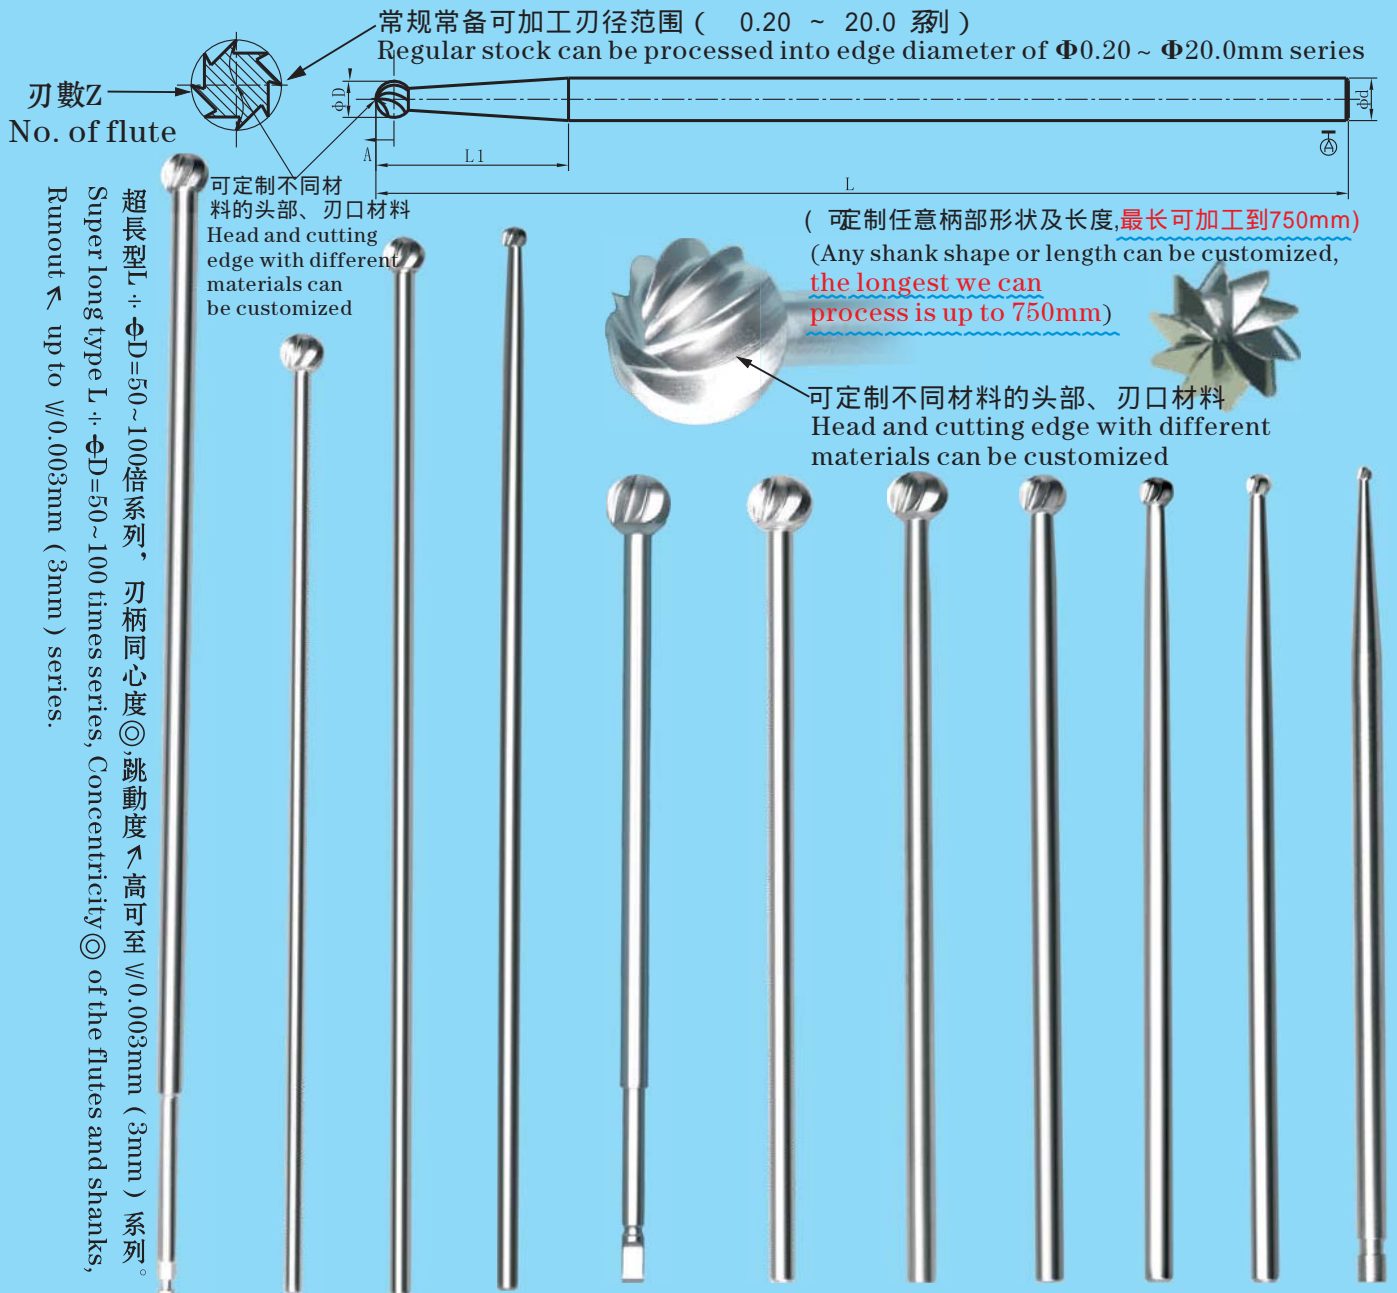 常规常备可加工刃径范围 ( 0.20 ~ 20.0 系列 )
Regular stock can be processed into edge diameter of Φ0.20 ~ Φ20.0mm series
刃數Z
No. of flute
ϕD
ϕd
A
L1
L
A
可定制不同材
料的头部、刃口材料
Head and cutting
edge with different
materials can
be customized
( 可定制任意柄部形状及长度,最长可加工到750mm)
(Any shank shape or length can be customized,
the longest we can
process is up to 750mm)
可定制不同材料的头部、刃口材料
Head and cutting edge with different
materials can be customized
超長型L÷ϕD=50~100倍系列，刃柄同心度◎,跳動度↗高可至 ⩔0.003mm ( 3mm ) 系列。
Super long type L ÷ ϕD=50~100 times series, Concentricity◎ of the flutes and shanks,
Runout↗ up to ⩔0.003mm ( 3mm ) series.